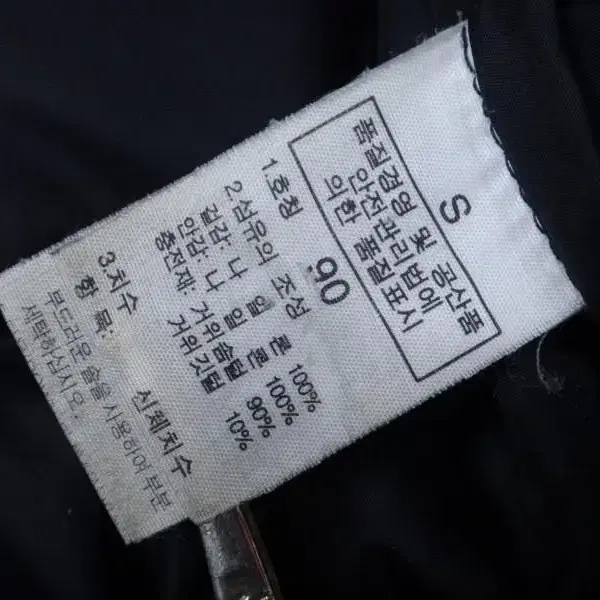 S
품질경영 및 공산품
안전관리법에
의한 품질표시
1.호칭 90
2.섬유의 조성
겉감: 나 일 론 100%
안감: 나 일 론 100%
충전재: 거위솜털 90%
거위깃털 10%
3.치수
항 목: 신체치수
부드러운 솔을 사용하여 부분
세탁하십시오.